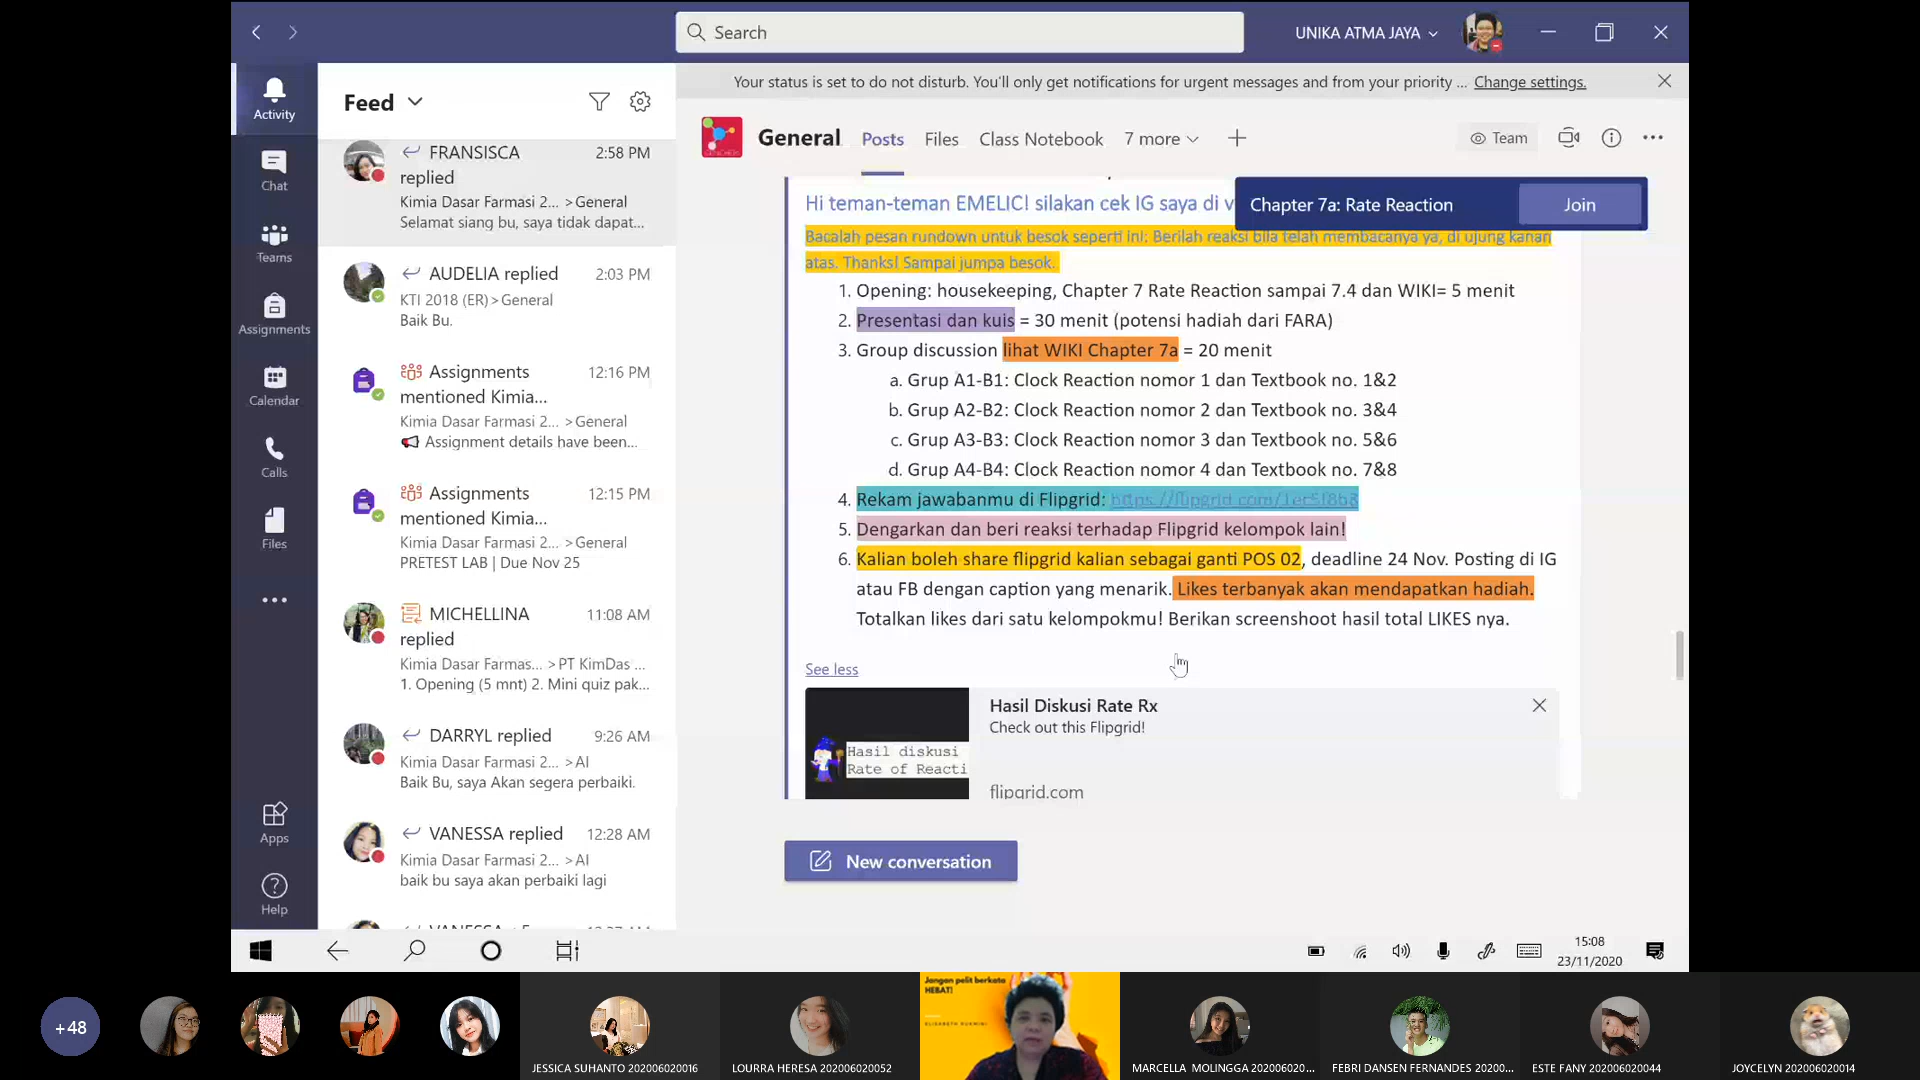 Search
UNIKA ATMA JAYA
Your status is set to do not disturb. You'll only get notifications for urgent messages and from your priority ... Change settings.
Activity
Chat
Teams
Assignments
Calendar
Calls
Files
Apps
Help
Feed
FRANSISCA replied
2:58 PM
Kimia Dasar Farmasi 2... > General
Selamat siang bu, saya tidak dapat...
AUDELIA replied
2:03 PM
KTI 2018 (ER) > General
Baik Bu.
Assignments mentioned Kimia...
12:16 PM
Kimia Dasar Farmasi 2... > General
Assignment details have been...
Assignments mentioned Kimia...
12:15 PM
Kimia Dasar Farmasi 2... > General
PRETEST LAB | Due Nov 25
MICHELLINA replied
11:08 AM
Kimia Dasar Farmas... > PT KimDas ...
1. Opening (5 mnt) 2. Mini quiz pak...
DARRYL replied
9:26 AM
Kimia Dasar Farmasi 2... > AI
Baik Bu, saya Akan segera perbaiki.
VANESSA replied
12:28 AM
Kimia Dasar Farmasi 2... > AI
baik bu saya akan perbaiki lagi
General
Posts
Files
Class Notebook
7 more
Team
Hi teman-teman EMELIC! silakan cek IG saya di v
Chapter 7a: Rate Reaction
Join
Bacalah pesan rundown untuk besok seperti ini: Berilah reaksi bila telah membacanya ya, di ujung kanan
atas. Thanks! Sampai jumpa besok.
1. Opening: housekeeping, Chapter 7 Rate Reaction sampai 7.4 dan WIKI= 5 menit
2. Presentasi dan kuis = 30 menit (potensi hadiah dari FARA)
3. Group discussion lihat WIKI Chapter 7a = 20 menit
a. Grup A1-B1: Clock Reaction nomor 1 dan Textbook no. 1&2
b. Grup A2-B2: Clock Reaction nomor 2 dan Textbook no. 3&4
c. Grup A3-B3: Clock Reaction nomor 3 dan Textbook no. 5&6
d. Grup A4-B4: Clock Reaction nomor 4 dan Textbook no. 7&8
4. Rekam jawabanmu di Flipgrid:
5. Dengarkan dan beri reaksi terhadap Flipgrid kelompok lain!
6. Kalian boleh share flipgrid kalian sebagai ganti POS 02, deadline 24 Nov. Posting di IG
atau FB dengan caption yang menarik. Likes terbanyak akan mendapatkan hadiah.
Totalkan likes dari satu kelompokmu! Berikan screenshoot hasil total LIKES nya.
See less
Hasil diskusi
Rate of Reacti
Hasil Diskusi Rate Rx
Check out this Flipgrid!
flipgrid.com
New conversation
15:08
23/11/2020
+48
JESSICA SUHANTO 202006020016
LOURRA HERESA 202006020052
Jangan pelit berkata
HEBAT!
ELISABETH RUKMINI
MARCELLA MOLINGGA 202006020...
FEBRI DANSEN FERNANDES 20200...
ESTE FANY 202006020044
JOYCELYN 202006020014